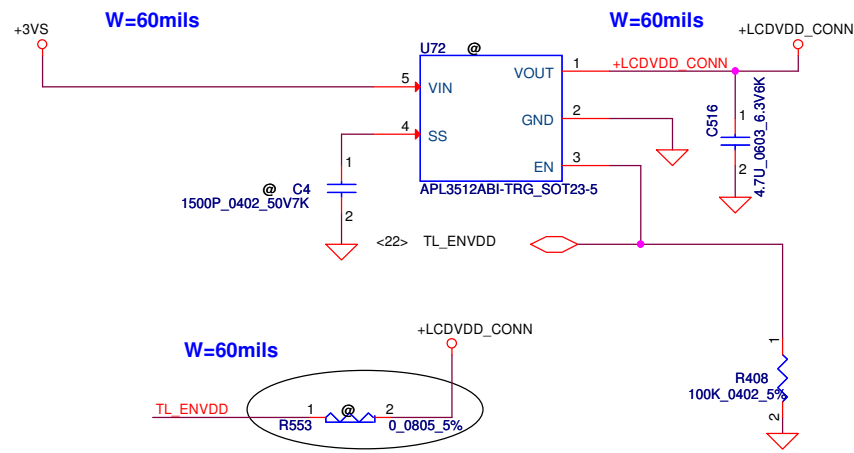 W=60mils
W=60mils
+3VS
+LCDVDD_CONN
U72 @
5 VIN
VOUT 1 +LCDVDD_CONN
4 SS
GND 2
EN 3
APL3512ABI-TRG_SOT23-5
1
@ C4
1500P_0402_50V7K
2
C516
4.7U_0603_6.3V6K
1
2
<22> TL_ENVDD
W=60mils
+LCDVDD_CONN
TL_ENVDD
1 @ 2
R553 0_0805_5%
1
R408
100K_0402_5%
2